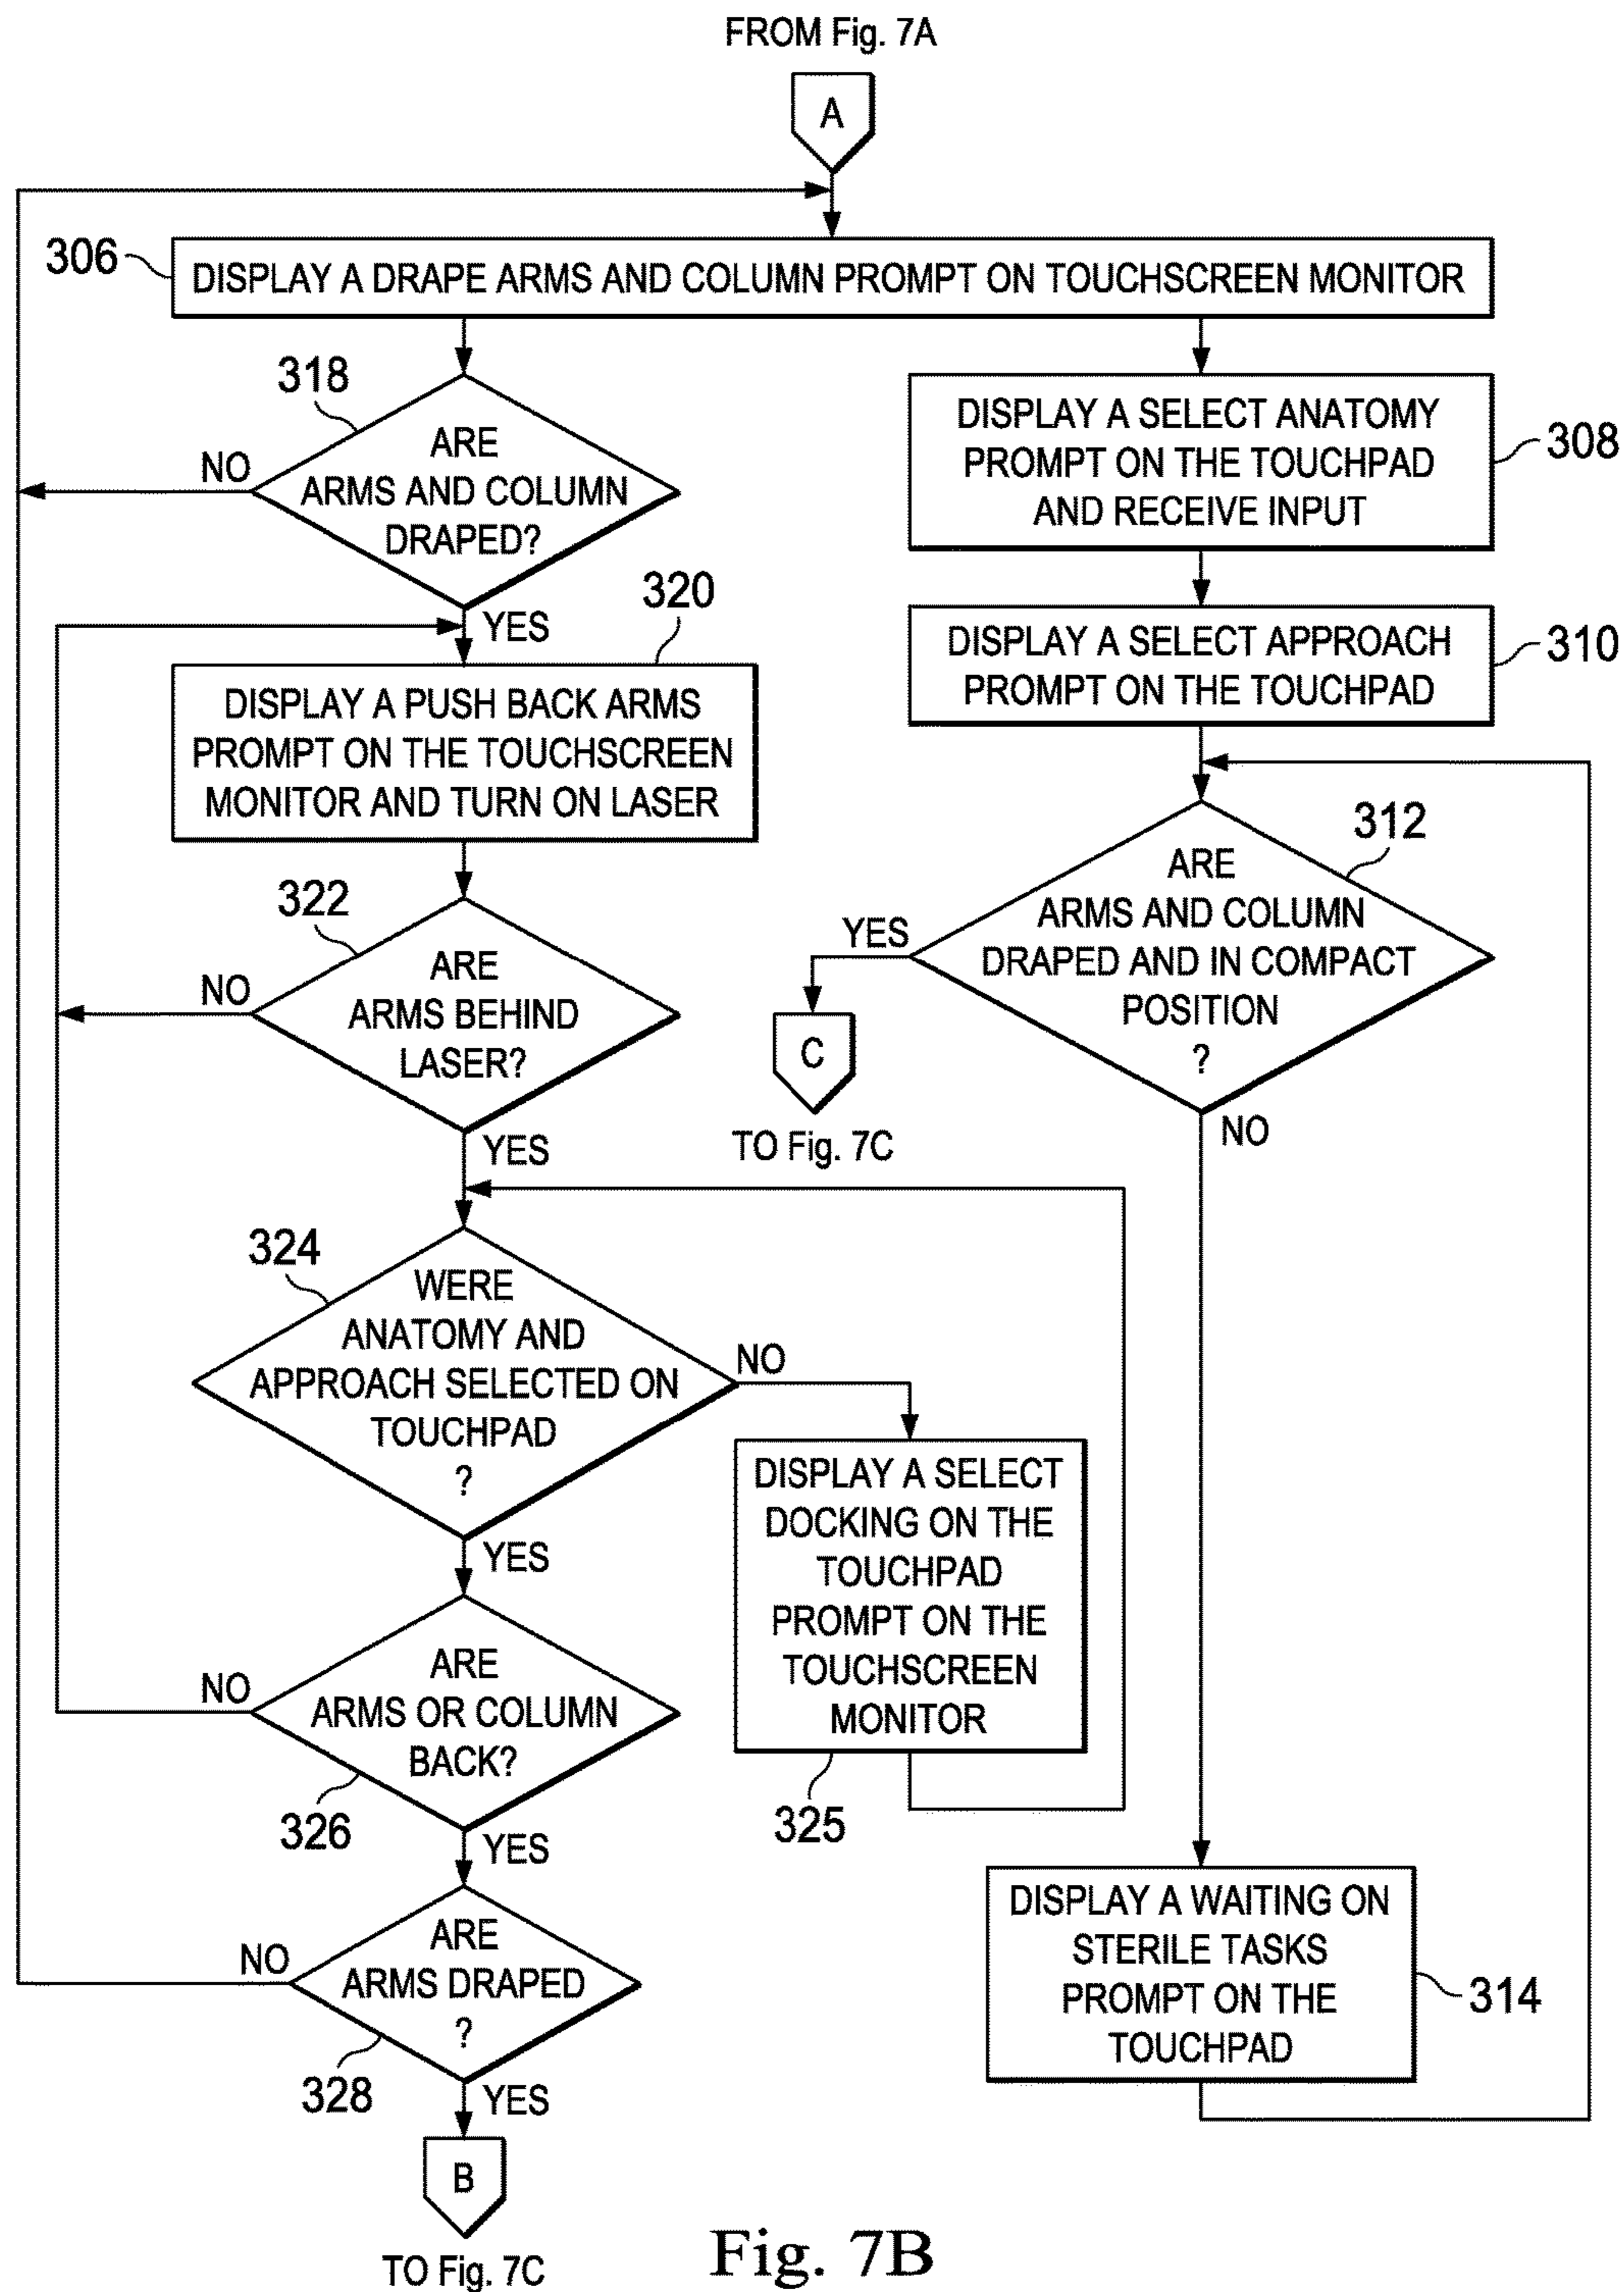 FROM Fig. 7A
A
306
DISPLAY A DRAPE ARMS AND COLUMN PROMPT ON TOUCHSCREEN MONITOR
318
ARE
ARMS AND COLUMN
DRAPED?
NO
YES
320
DISPLAY A PUSH BACK ARMS
PROMPT ON THE TOUCHSCREEN
MONITOR AND TURN ON LASER
322
ARE
ARMS BEHIND
LASER?
NO
YES
324
WERE
ANATOMY AND
APPROACH SELECTED ON
TOUCHPAD
?
NO
YES
DISPLAY A SELECT
DOCKING ON THE
TOUCHPAD
PROMPT ON THE
TOUCHSCREEN
MONITOR
325
ARE
ARMS OR COLUMN
BACK?
NO
326
YES
ARE
ARMS DRAPED
?
NO
328
YES
B
TO Fig. 7C
DISPLAY A SELECT ANATOMY
PROMPT ON THE TOUCHPAD
AND RECEIVE INPUT
308
DISPLAY A SELECT APPROACH
PROMPT ON THE TOUCHPAD
310
312
ARE
ARMS AND COLUMN
DRAPED AND IN COMPACT
POSITION
?
YES
C
TO Fig. 7C
NO
DISPLAY A WAITING ON
STERILE TASKS
PROMPT ON THE
TOUCHPAD
314
Fig. 7B